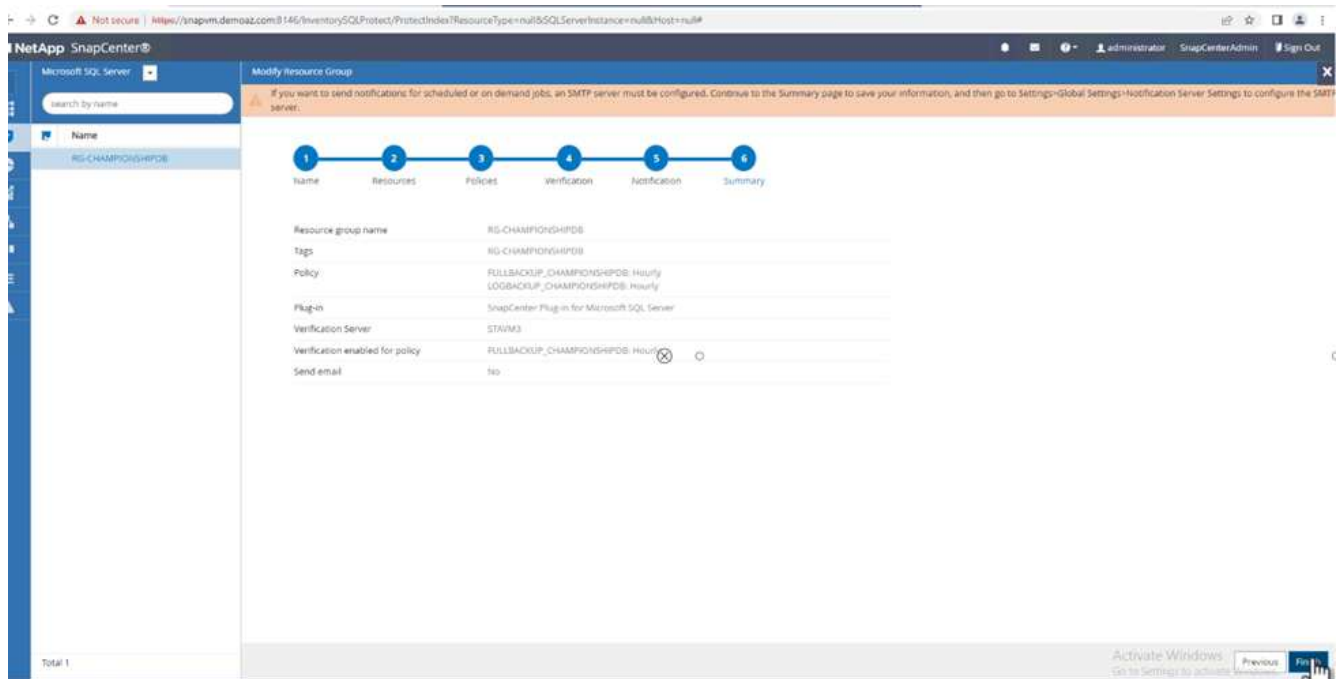 Not secure | https://snapvm.demoaz.com:8146/InventorySQLProtect/ProtectIndex?ResourceType=null&SQLServerInstance=null&Host=null#
NetApp SnapCenter®
administrator SnapCenterAdmin Sign Out
Microsoft SQL Server
Modify Resource Group
search by name
If you want to send notifications for scheduled or on demand jobs, an SMTP server must be configured. Continue to the Summary page to save your information, and then go to Settings>Global Settings>Notification Server Settings to configure the SMTP
server.
Name
RG-CHAMPIONSHIPDB
1 2 3 4 5 6
Name Resources Policies Verification Notification Summary
Resource group name RG-CHAMPIONSHIPDB
Tags RG-CHAMPIONSHIPDB
Policy FULLBACKUP_CHAMPIONSHIPDB: Hourly
LOGBACKUP_CHAMPIONSHIPDB: Hourly
Plug-in SnapCenter Plug-in for Microsoft SQL Server
Verification Server STAVM3
Verification enabled for policy FULLBACKUP_CHAMPIONSHIPDB: Hourly
Send email No
Total 1
Activate Windows
Go to Settings to activate Windows.
Previous